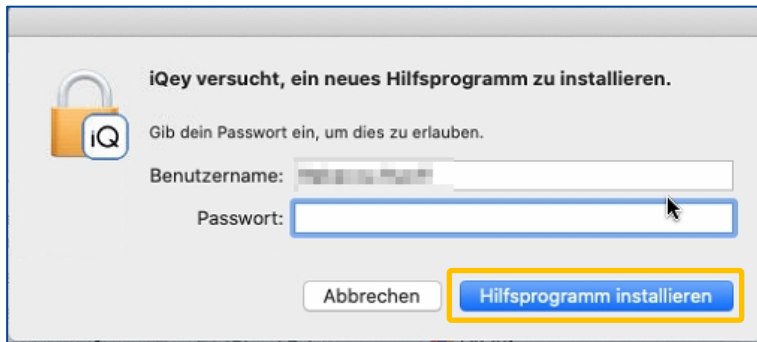 iQey versucht, ein neues Hilfsprogramm zu installieren.
iQ
Gib dein Passwort ein, um dies zu erlauben.
Benutzername:
Passwort:
Abbrechen
Hilfsprogramm installieren